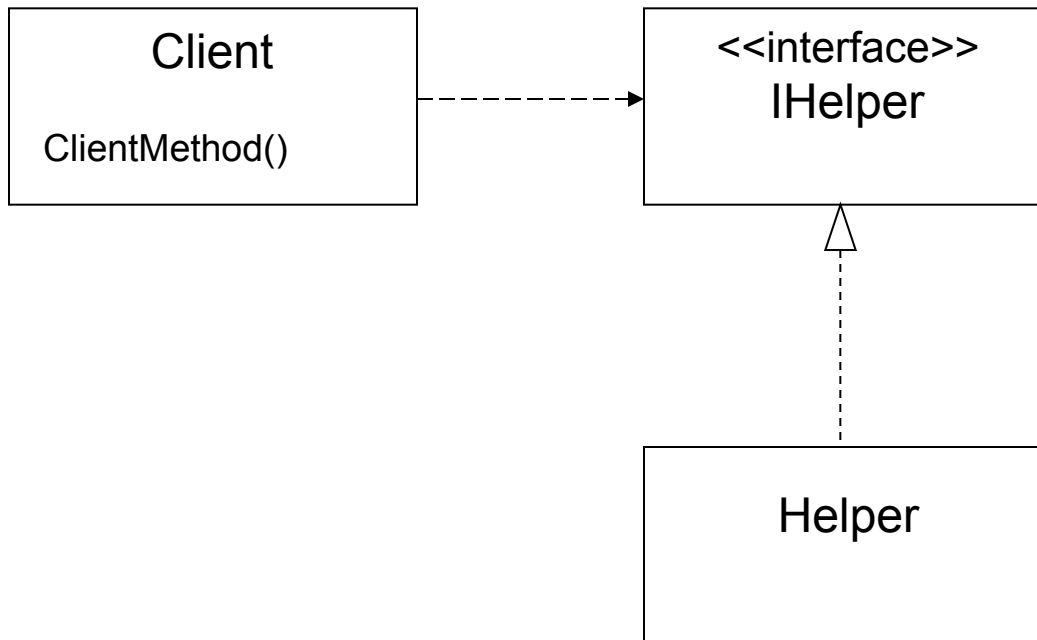 Client
ClientMethod()
<<interface>>
IHelper
Helper